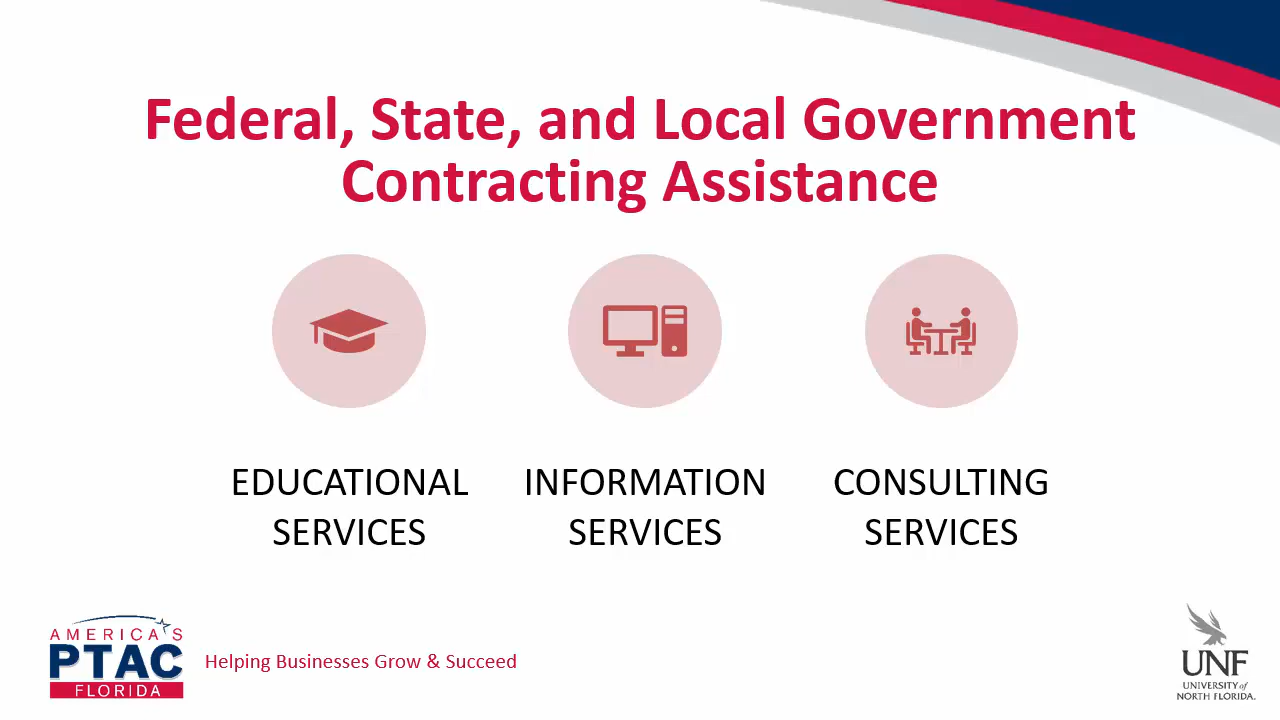 Federal, State, and Local Government
Contracting Assistance
EDUCATIONAL
SERVICES
INFORMATION
SERVICES
CONSULTING
SERVICES
AMERICA'S
PTAC
FLORIDA
Helping Businesses Grow & Succeed
UNF
UNIVERSITY of
NORTH FLORIDA.